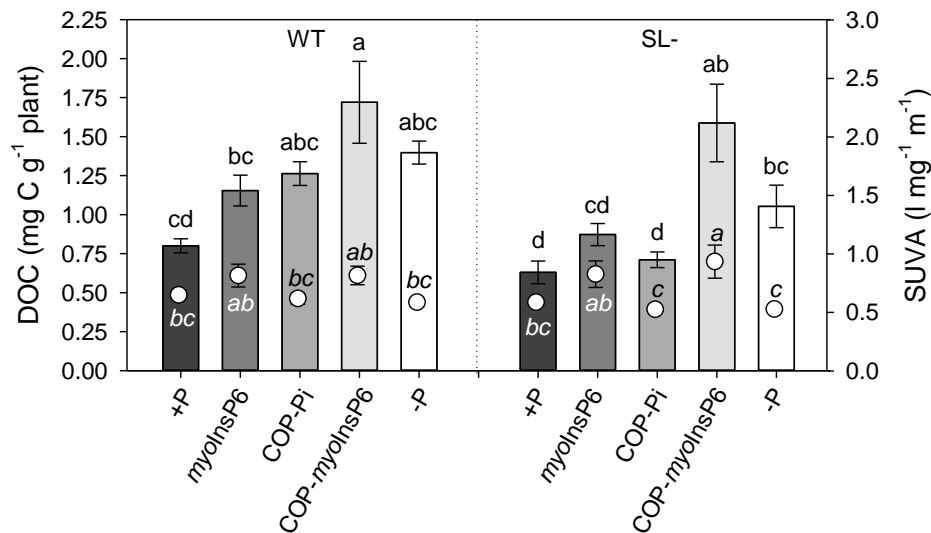 WT
SL-
DOC (mg C g-1 plant)
2.25
2.00
1.75
1.50
1.25
1.00
0.75
0.50
0.25
0.00
SUVA (l mg-1 m-1)
3.0
2.5
2.0
1.5
1.0
0.5
0.0
cd
bc
abc
a
abc
d
cd
d
ab
bc
bc
ab
bc
ab
bc
bc
ab
c
a
c
+P
myoInsP6
COP-Pi
COP-myoInsP6
-P
+P
myoInsP6
COP-Pi
COP-myoInsP6
-P